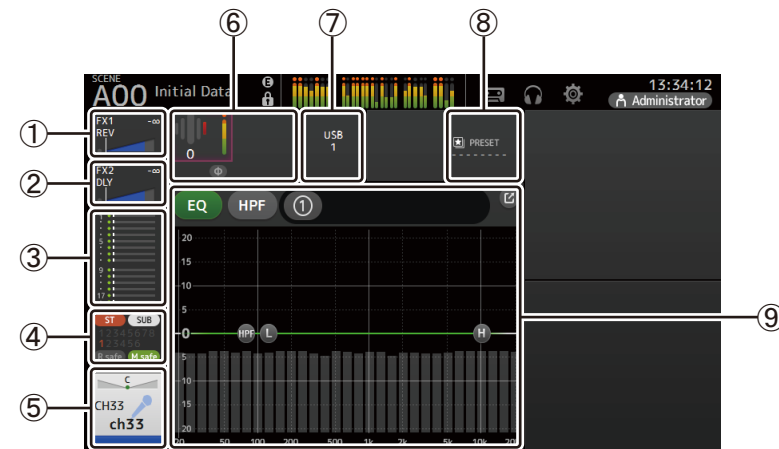 ⑥ ⑦ ⑧
SCENE
A00 Initial Data E
13:34:12
Administrator
① FX1 -∞
REV
0
Φ
USB
1
PRESET
② FX2 -∞
DLY
③ 1
5
9
17
④ ST SUB
12345678
123456
R safe M safe
⑤ C
CH33
ch33
EQ HPF ①
20
15
10
5
0 HPF L H
5
10
15
20
20 50 100 200 500 1k 2k 5k 10k 20k
⑨